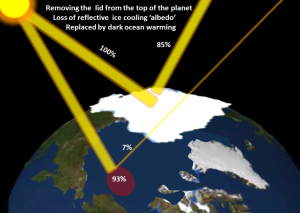 Removing the lid from the top of the planet
Loss of reflective ice cooling ‘albedo’
Replaced by dark ocean warming
85%
100%
7%
93%